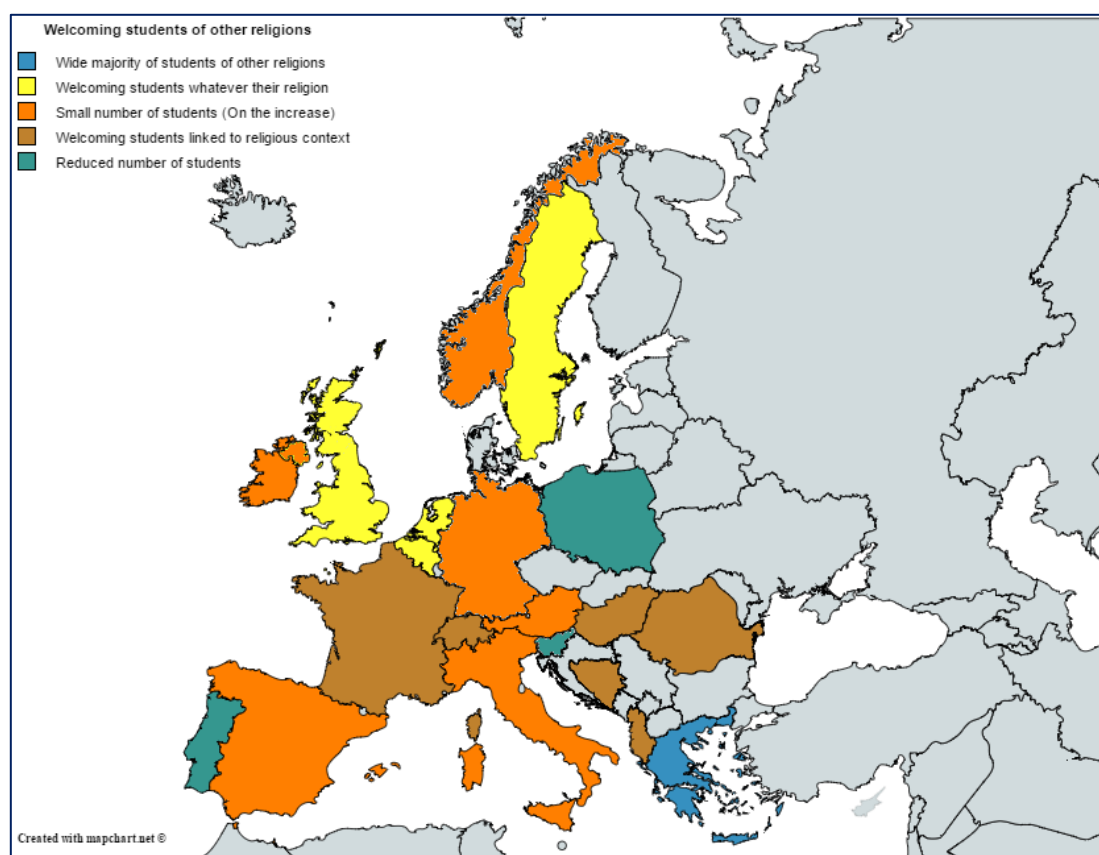 Welcoming students of other religions
Wide majority of students of other religions
Welcoming students whatever their religion
Small number of students (On the increase)
Welcoming students linked to religious context
Reduced number of students
Created with mapchart.net ©